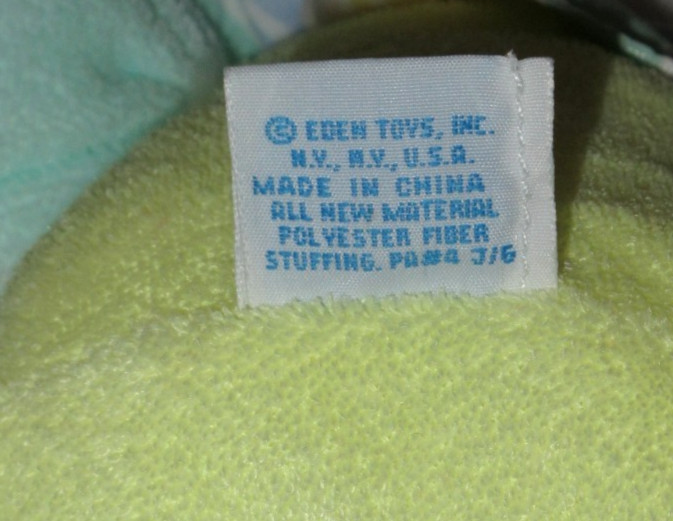 © EDEN TOYS, INC.
N.Y., N.Y., U.S.A.
MADE IN CHINA
ALL NEW MATERIAL
POLYESTER FIBER
STUFFING. PA#4 J/6